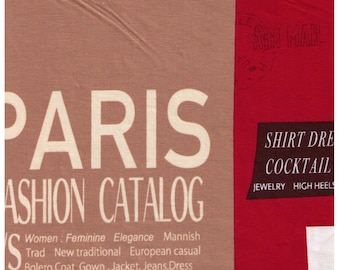 PARIS
ASHION CATALOG
S Women : Feminine Elegance Mannish
Trad New traditional European casual
Bolero Coat, Gown, Jacket, Jeans, Dress
SHIRT DRE
COCKTAIL
JEWELRY HIGH HEELS